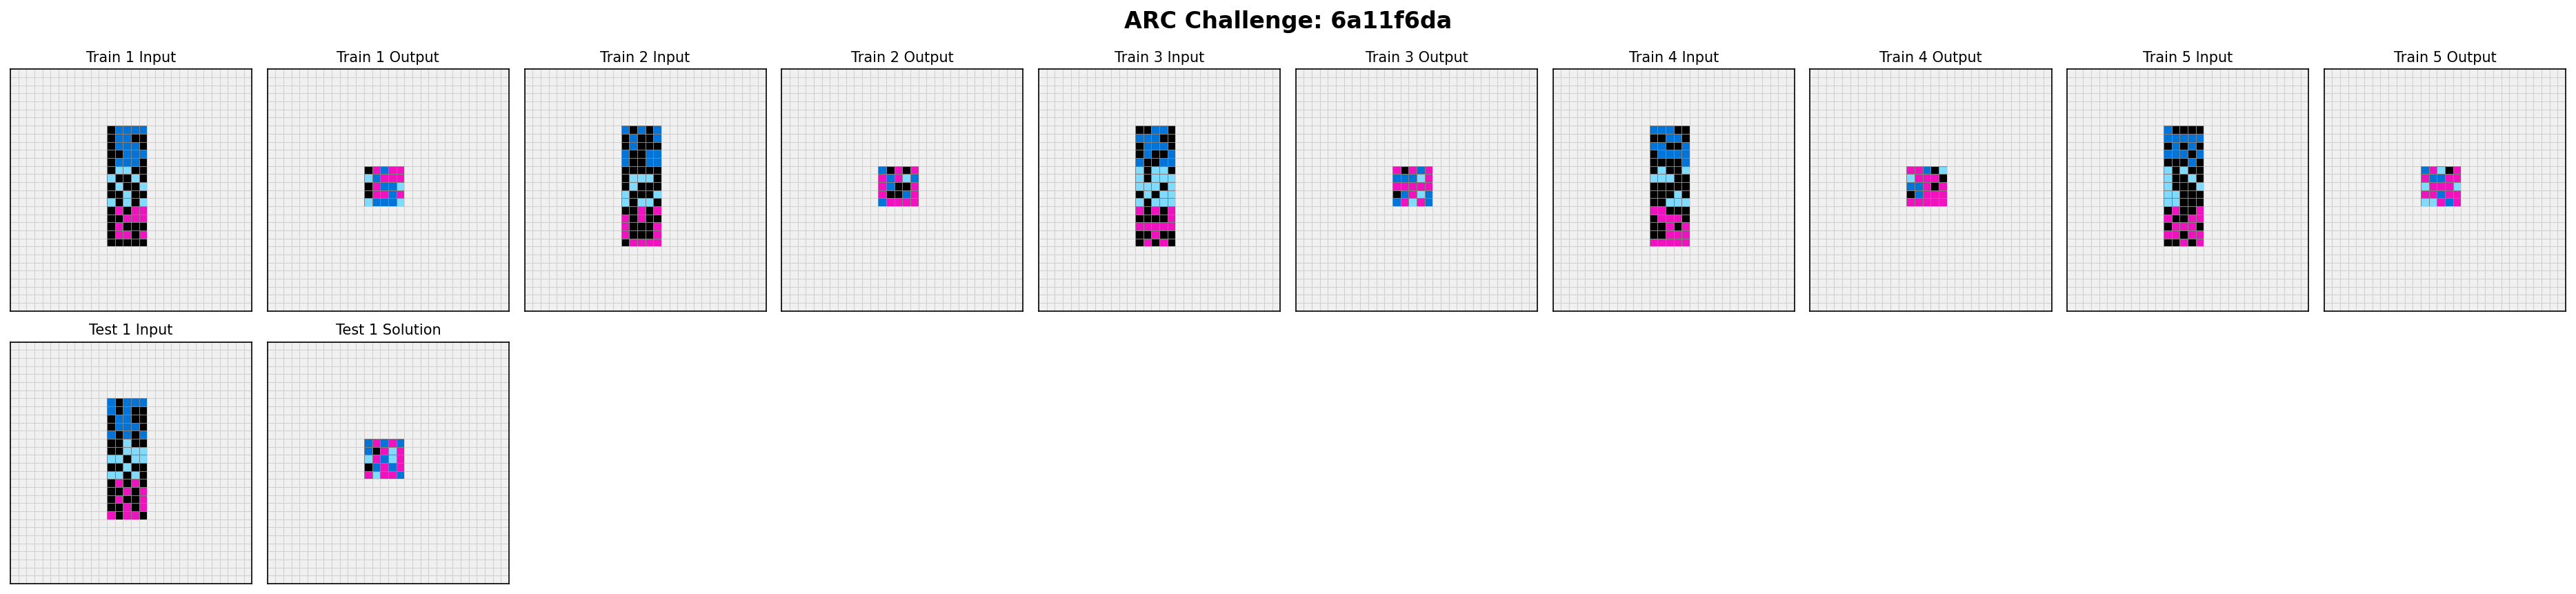 ARC Challenge: 6a11f6da
Train 1 Input
Train 1 Output
Train 2 Input
Train 2 Output
Train 3 Input
Train 3 Output
Train 4 Input
Train 4 Output
Train 5 Input
Train 5 Output
Test 1 Input
Test 1 Solution